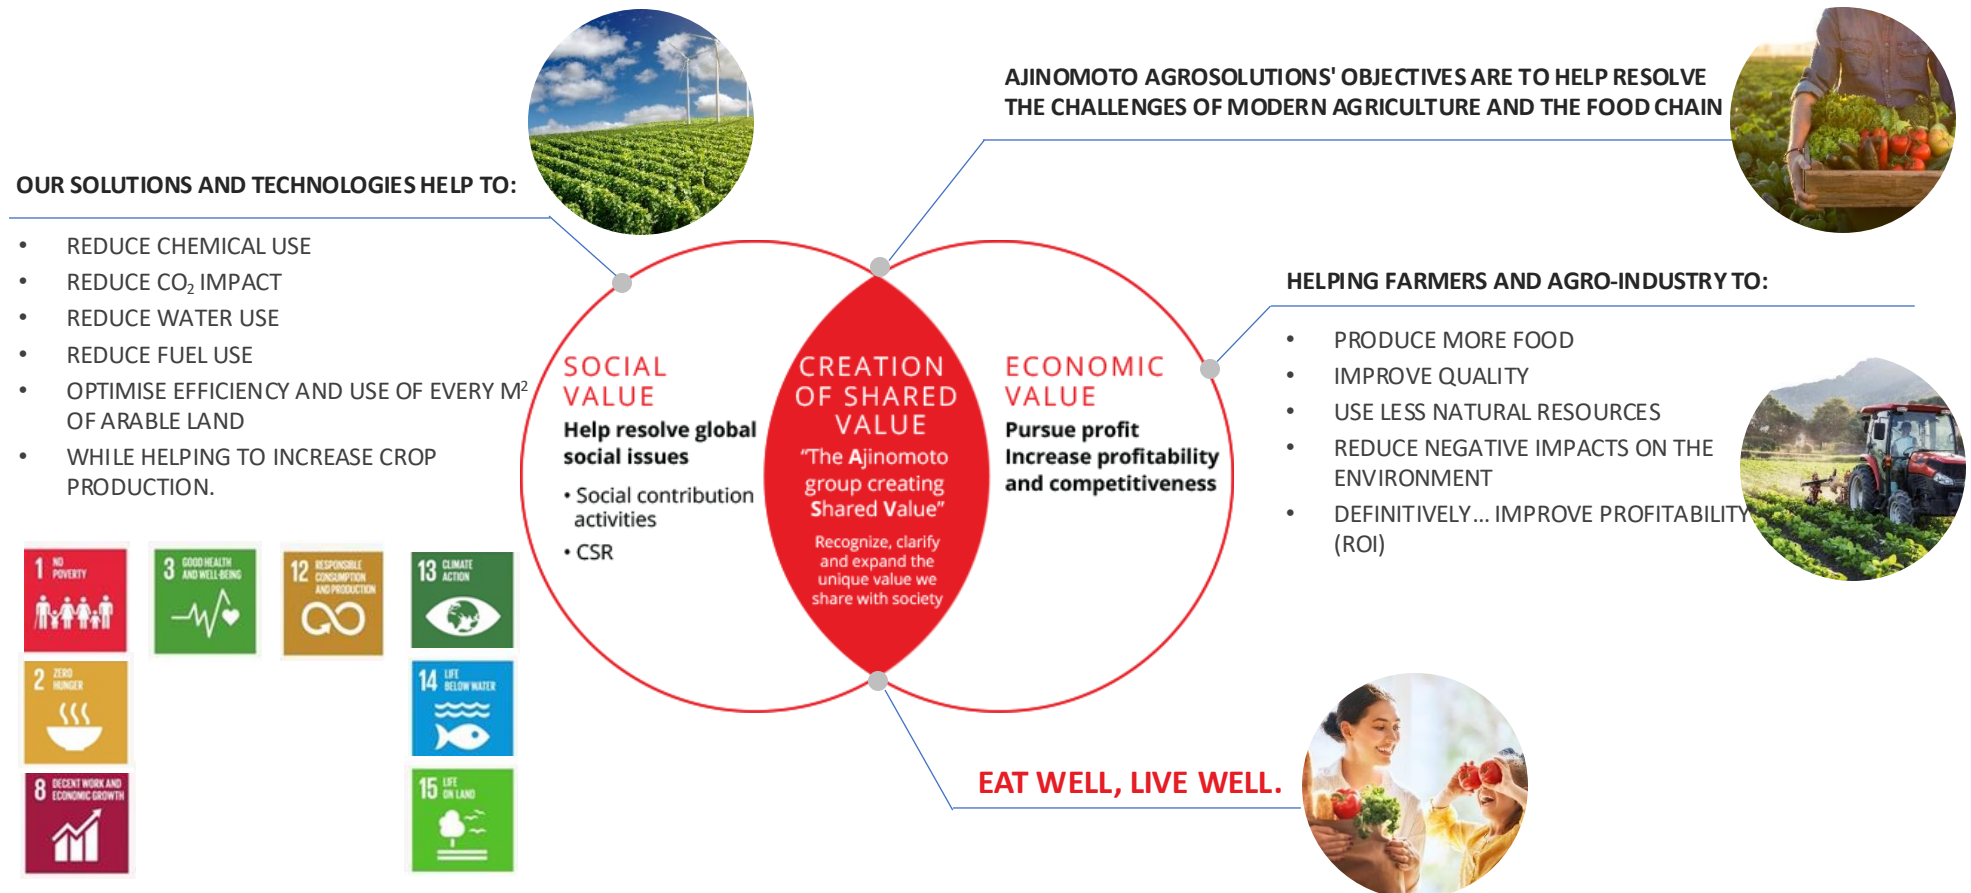 AJINOMOTO AGROSOLUTIONS' OBJECTIVES ARE TO HELP RESOLVE
THE CHALLENGES OF MODERN AGRICULTURE AND THE FOOD CHAIN
OUR SOLUTIONS AND TECHNOLOGIES HELP TO:
• REDUCE CHEMICAL USE
• REDUCE CO₂ IMPACT
• REDUCE WATER USE
• REDUCE FUEL USE
• OPTIMISE EFFICIENCY AND USE OF EVERY M²
OF ARABLE LAND
• WHILE HELPING TO INCREASE CROP
PRODUCTION.
1 NO
POVERTY
3 GOOD HEALTH
AND WELL-BEING
12 RESPONSIBLE
CONSUMPTION
AND PRODUCTION
13 CLIMATE
ACTION
2 ZERO
HUNGER
14 LIFE
BELOW WATER
8 DECENT WORK AND
ECONOMIC GROWTH
15 LIFE
ON LAND
SOCIAL
VALUE
Help resolve global
social issues
• Social contribution
activities
• CSR
CREATION
OF SHARED
VALUE
“The Ajinomoto
group creating
Shared Value”
Recognize, clarify
and expand the
unique value we
share with society
ECONOMIC
VALUE
Pursue profit
Increase profitability
and competitiveness
HELPING FARMERS AND AGRO-INDUSTRY TO:
• PRODUCE MORE FOOD
• IMPROVE QUALITY
• USE LESS NATURAL RESOURCES
• REDUCE NEGATIVE IMPACTS ON THE
ENVIRONMENT
• DEFINITIVELY... IMPROVE PROFITABILITY
(ROI)
EAT WELL, LIVE WELL.